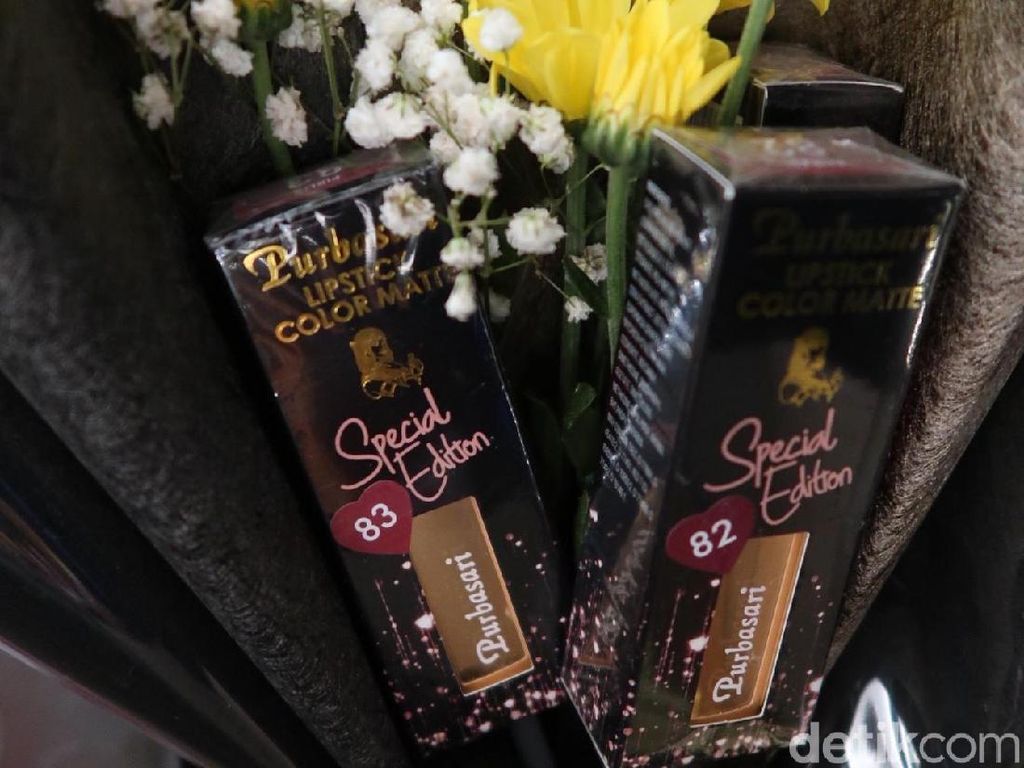 Purbasari
LIPSTICK
COLOR MATTE
Special
Edition
83
Purbasari
Purbasari
LIPSTICK
COLOR MATTE
Special
Edition
82
Purbasari
detikcom